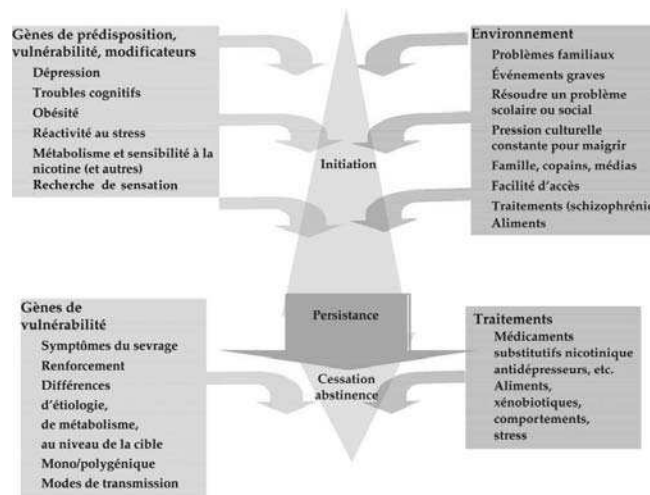 Gènes de prédisposition,
vulnérabilité, modificateurs
Dépression
Troubles cognitifs
Obésité
Réactivité au stress
Métabolisme et sensibilité à la
nicotine (et autres)
Recherche de sensation
Environnement
Problèmes familiaux
Événements graves
Résoudre un problème
scolaire ou social
Pression culturelle
constante pour maigrir
Famille, copains, médias
Facilité d'accès
Traitements (schizophrénie
Aliments
Initiation
Persistance
Cessation
abstinence
Gènes de
vulnérabilité
Symptômes du sevrage
Renforcement
Différences
d'étiologie,
de métabolisme,
au niveau de la cible
Mono/polygénique
Modes de transmission
Traitements
Médicaments
substitutifs nicotinique
antidépresseurs, etc.
Aliments,
xénobiotiques,
comportements,
stress